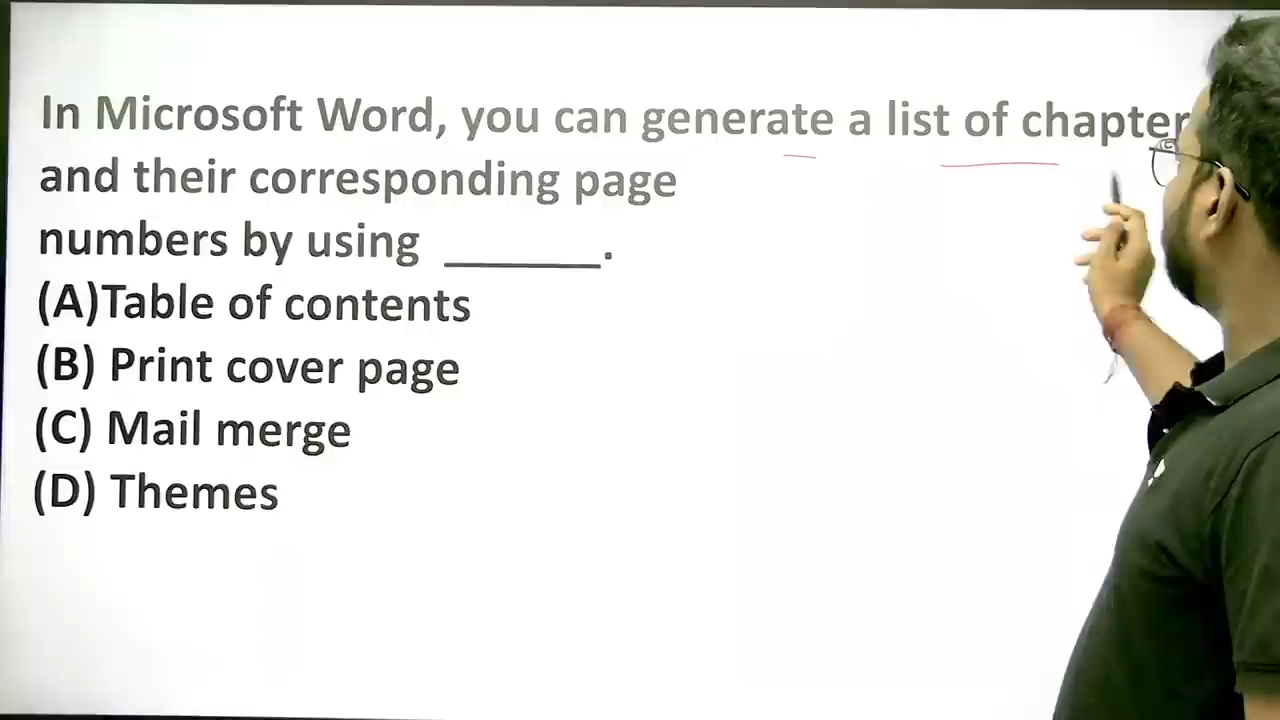 In Microsoft Word, you can generate a list of chapter
and their corresponding page
numbers by using ______.
(A)Table of contents
(B) Print cover page
(C) Mail merge
(D) Themes